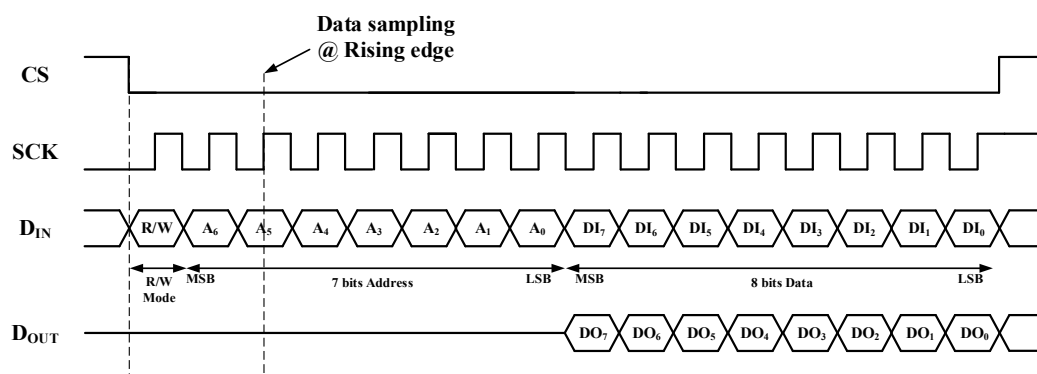 Data sampling
@ Rising edge
CS
SCK
D_IN R/W A₆ A₅ A₄ A₃ A₂ A₁ A₀ DI₇ DI₆ DI₅ DI₄ DI₃ DI₂ DI₁ DI₀
R/W Mode MSB 7 bits Address LSB MSB 8 bits Data LSB
D_OUT DO₇ DO₆ DO₅ DO₄ DO₃ DO₂ DO₁ DO₀